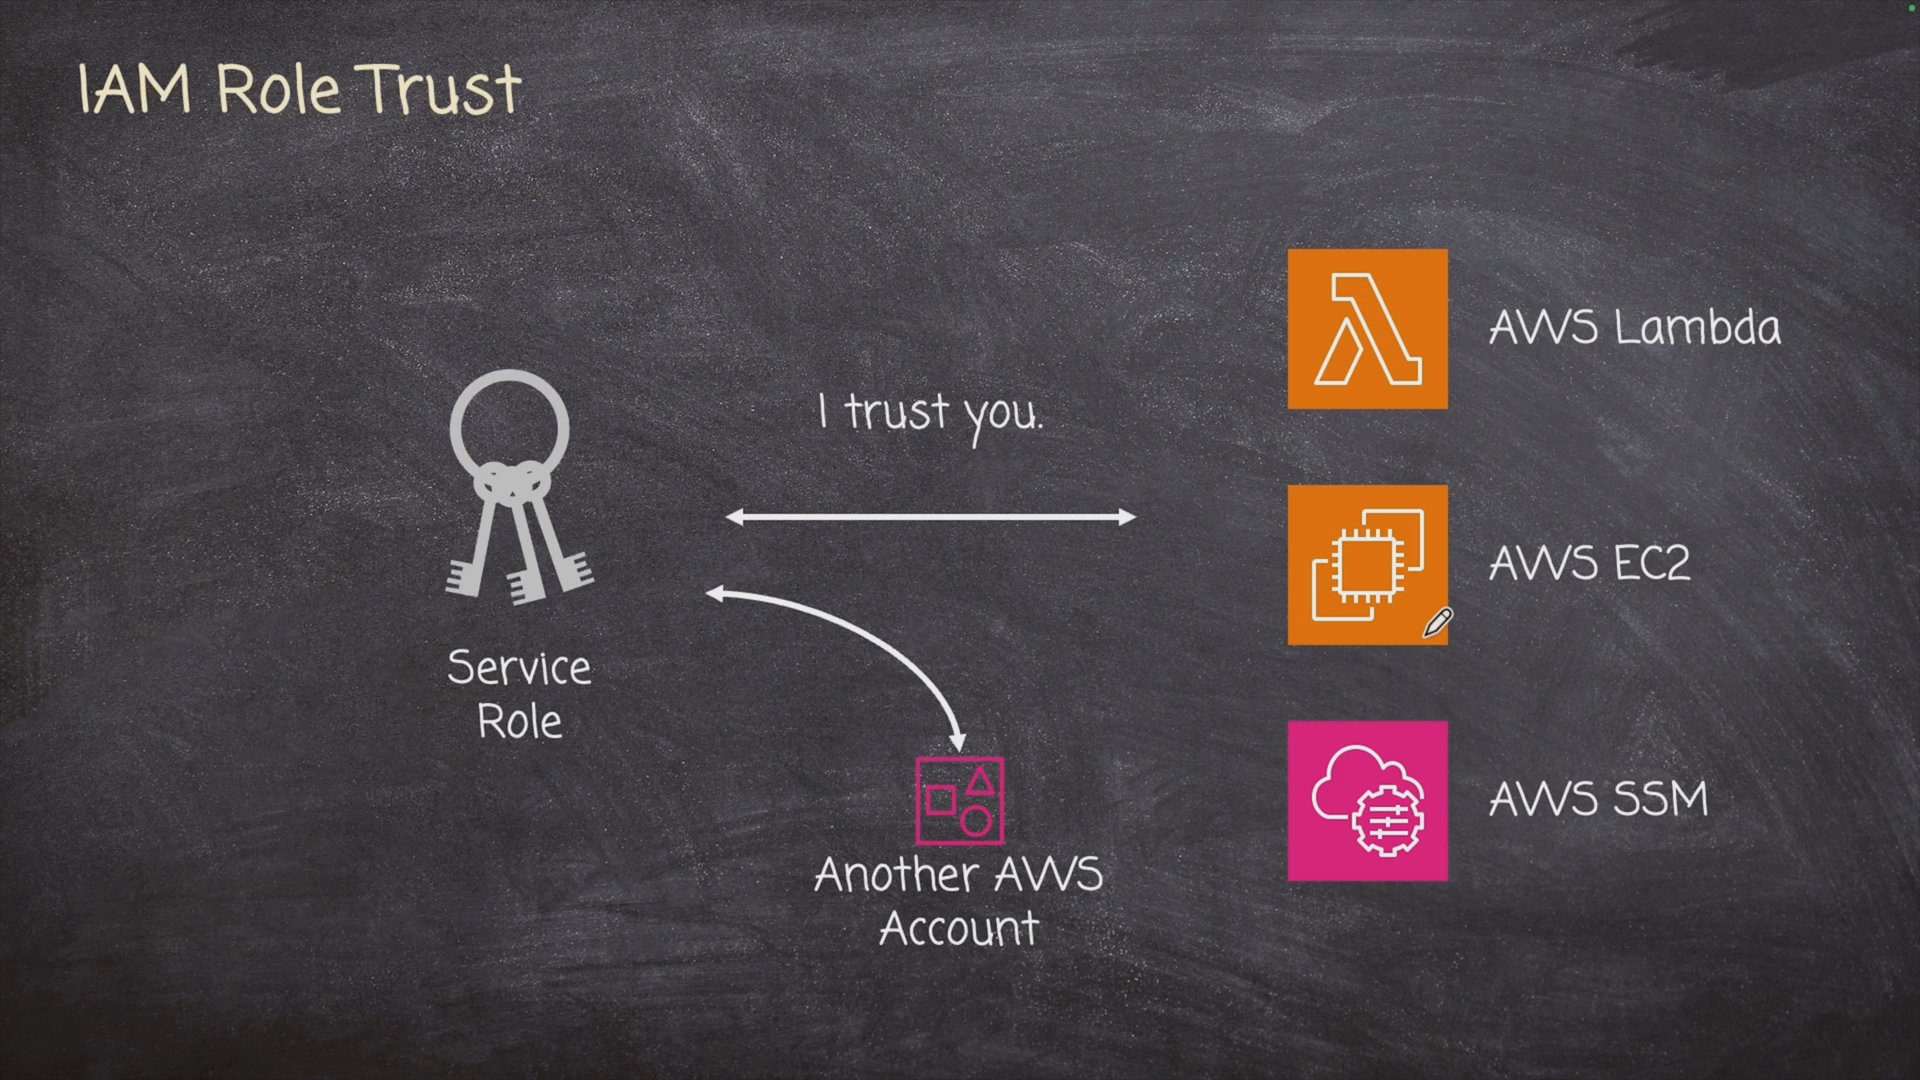 IAM Role Trust
I trust you.
AWS Lambda
AWS EC2
AWS SSM
Service
Role
Another AWS
Account